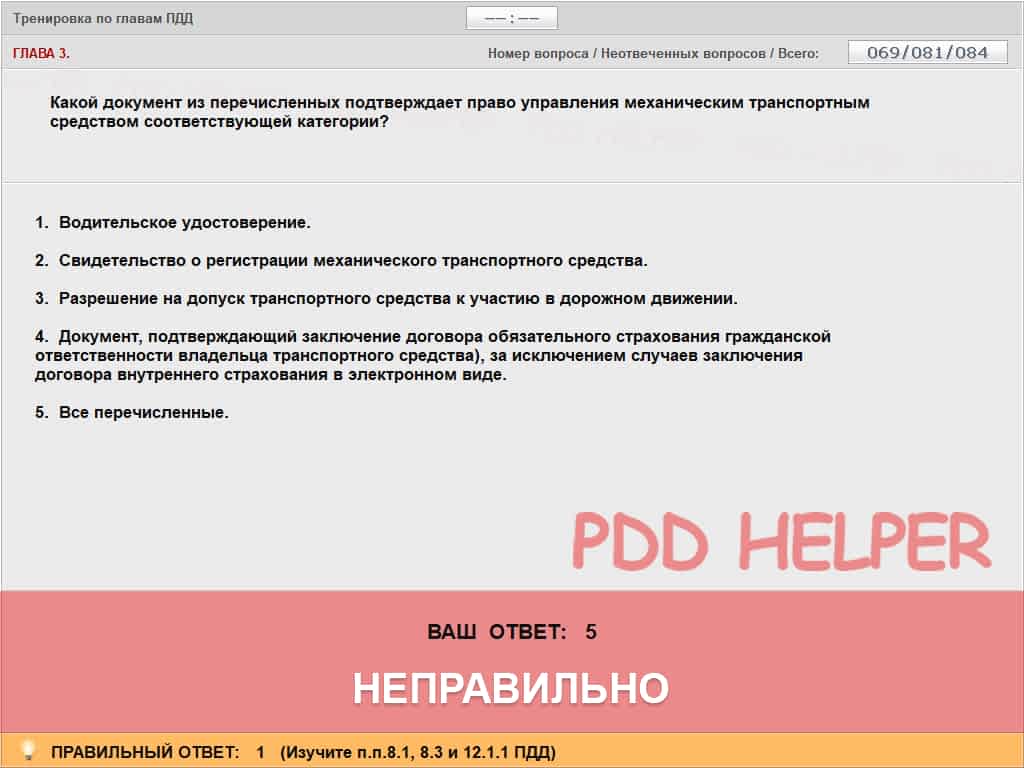 Тренировка по главам ПДД
—— : ——
ГЛАВА 3.
Номер вопроса / Неотвеченных вопросов / Всего:
069/081/084
Какой документ из перечисленных подтверждает право управления механическим транспортным
средством соответствующей категории?
1. Водительское удостоверение.
2. Свидетельство о регистрации механического транспортного средства.
3. Разрешение на допуск транспортного средства к участию в дорожном движении.
4. Документ, подтверждающий заключение договора обязательного страхования гражданской
ответственности владельца транспортного средства), за исключением случаев заключения
договора внутреннего страхования в электронном виде.
5. Все перечисленные.
PDD HELPER
ВАШ ОТВЕТ: 5
НЕПРАВИЛЬНО
ПРАВИЛЬНЫЙ ОТВЕТ: 1 (Изучите п.п.8.1, 8.3 и 12.1.1 ПДД)